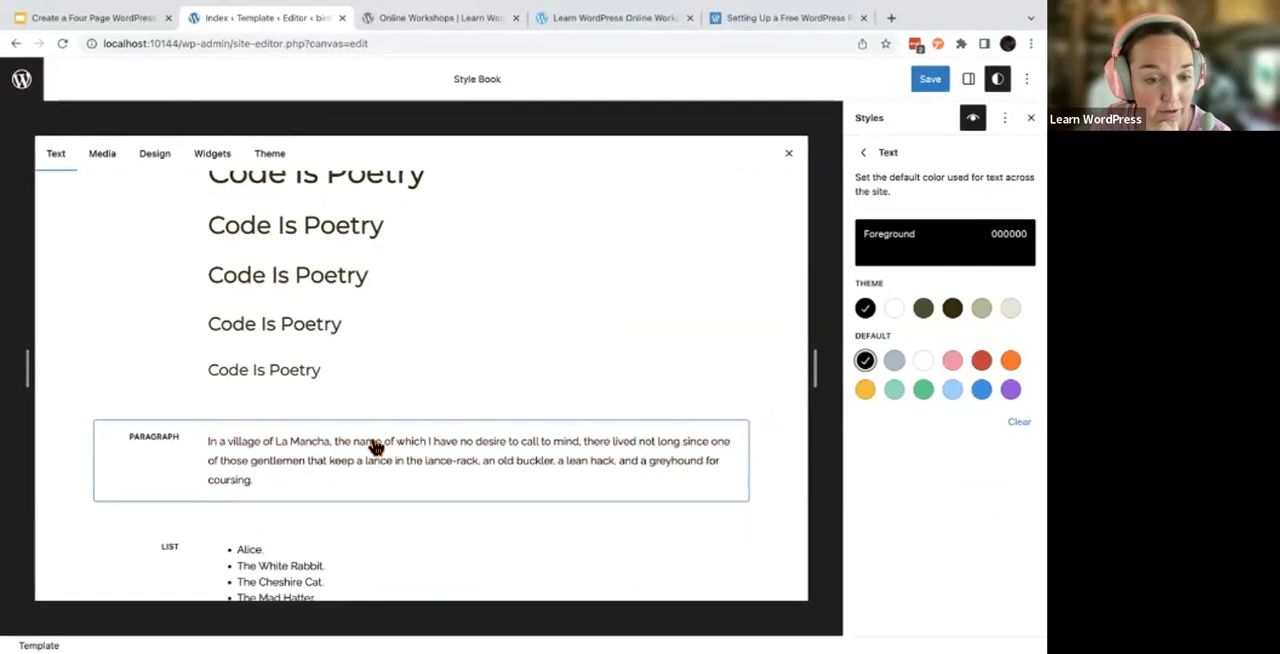 Create a Four Page WordPress
Index ‹ Template ‹ Editor ‹ bir
Online Workshops | Learn Wor
Learn WordPress Online Work
Setting Up a Free WordPress
localhost:10144/wp-admin/site-editor.php?canvas=edit
2
Style Book
Save
Styles
Text
Media
Design
Widgets
Theme
Text
Set the default color used for text across
the site.
Foreground
000000
THEME
DEFAULT
Clear
Code Is Poetry
Code Is Poetry
Code Is Poetry
Code Is Poetry
Code Is Poetry
PARAGRAPH
In a village of La Mancha, the name of which I have no desire to call to mind, there lived not long since one
of those gentlemen that keep a lance in the lance-rack, an old buckler, a lean hack, and a greyhound for
coursing.
LIST
• Alice.
• The White Rabbit.
• The Cheshire Cat.
• The Mad Hatter.
Template
Learn WordPress